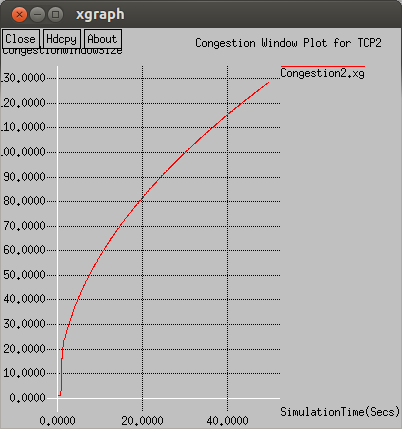 xgraph
Close Hdcpy About
Congestion Window Plot for TCP2
CongestionWindowSize
Congestion2.xg
30.0000
20.0000
10.0000
00.0000
90.0000
80.0000
70.0000
60.0000
50.0000
40.0000
30.0000
20.0000
10.0000
0.0000
SimulationTime(Secs)
0.0000 20.0000 40.0000